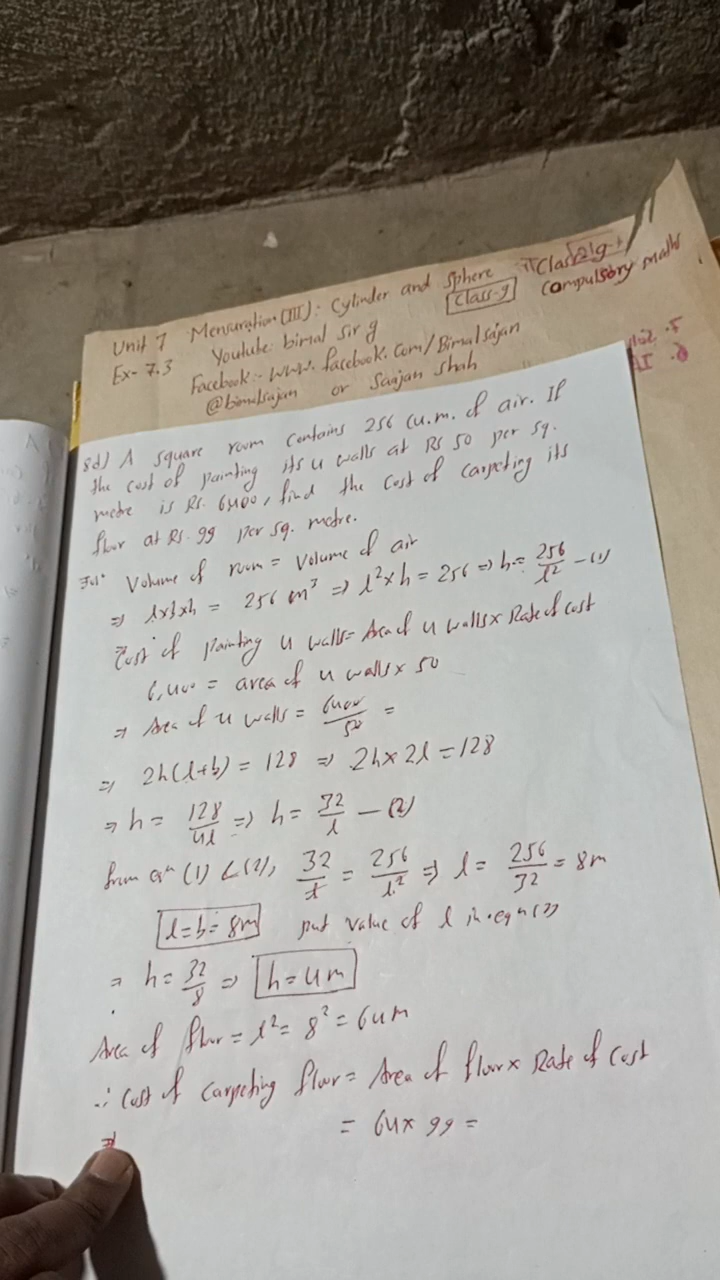 Unit 7 Mensuration (III): Cylinder and Sphere
Class-9 Compulsory maths
Ex- 7.3 Youtube: bimal sir g
Facebook:- www.facebook.com/Bimalsajan
@bimalsajan or Sanjan Shah
8d) A square room contains 256 cu.m. of air. If
the cost of painting its 4 walls at RS 50 per sq.
metre is Rs. 6400, find the cost of carpeting its
floor at Rs. 99 per sq. metre.
Volume of room = Volume of air
⇒ l×l×h = 256 m³ ⇒ l²×h = 256 ⇒ h = 256/l² — (1)
Cost of painting 4 walls = Area of 4 walls × Rate of cost
6,400 = area of 4 walls × 50
⇒ Area of 4 walls = 6400/50 =
⇒ 2h(l+b) = 128 ⇒ 2h×2l = 128
⇒ h = 128/4l ⇒ h = 32/l — (2)
from eqⁿ (1) & (2), 32/l = 256/l² ⇒ l = 256/32 = 8m
l=b=8m put value of l in eqn (2)
= h = 32/8 ⇒ h = 4m
Area of floor = l² = 8² = 64m
∴ Cost of carpeting floor = Area of floor × Rate of cost
= 64 × 99 =